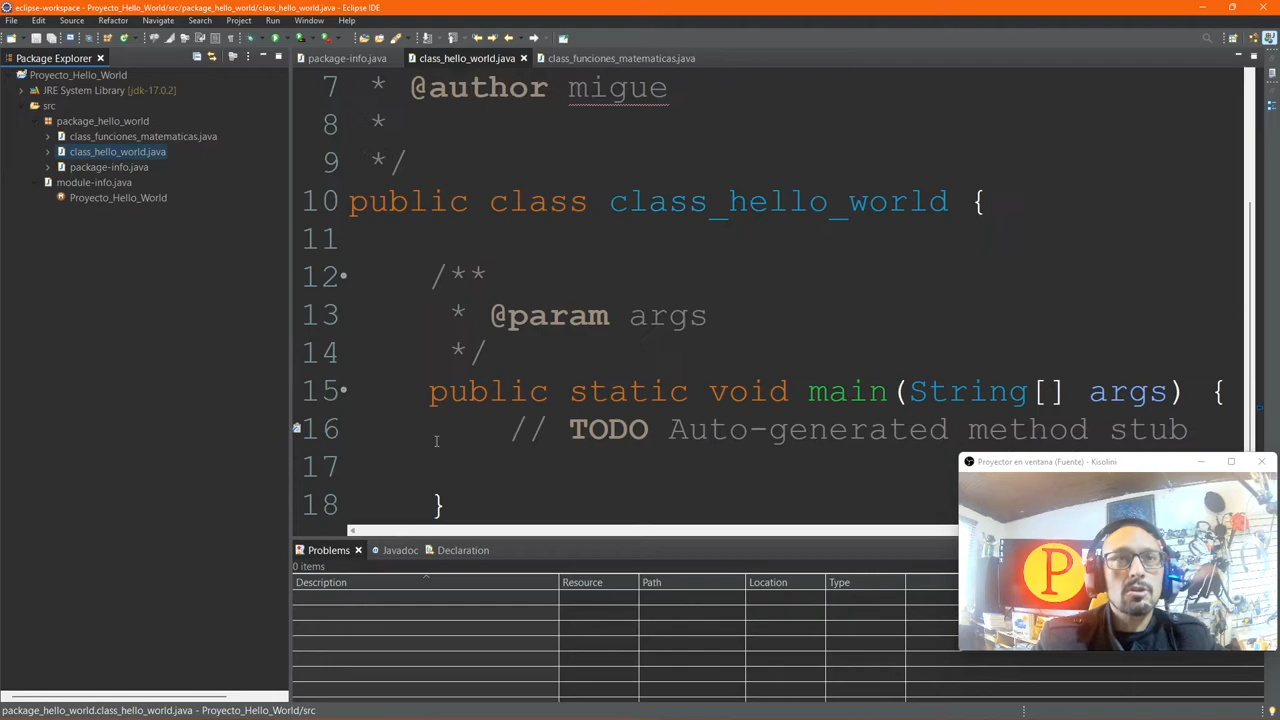 eclipse-workspace - Proyecto_Hello_World/src/package_hello_world/class_hello_world.java - Eclipse IDE
File Edit Source Refactor Navigate Search Project Run Window Help
Package Explorer
Proyecto_Hello_World
JRE System Library [jdk-17.0.2]
src
package_hello_world
class_funciones_matematicas.java
class_hello_world.java
package-info.java
module-info.java
Proyecto_Hello_World
package-info.java class_hello_world.java class_funciones_matematicas.java
7 * @author migue
8 *
9 */
10 public class class_hello_world {
11
12 /**
13 * @param args
14 */
15 public static void main(String[] args) {
16 // TODO Auto-generated method stub
17
18 }
Proyector en ventana (Fuente) - Kisolini
P
Problems Javadoc Declaration
0 items
Description Resource Path Location Type
package_hello_world.class_hello_world.java - Proyecto_Hello_World/src